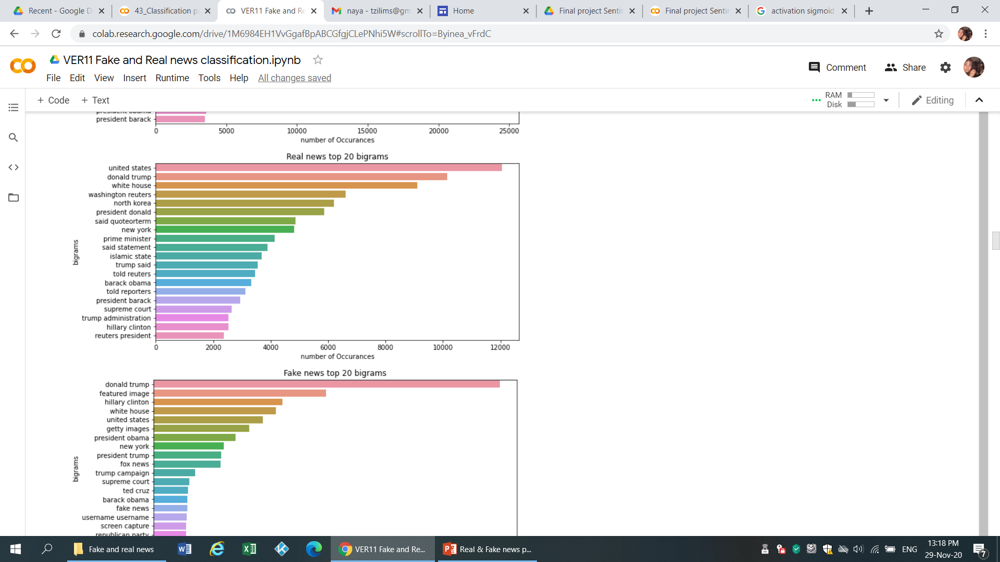 Recent - Google D
43_Classification p
VER11 Fake and Re
naya - tzilims@gm
Home
Final project Senti
Final project Senti
activation sigmoid
colab.research.google.com/drive/1M6984EH1VvGgafBpABCGfgjCLePNhi5W#scrollTo=Byinea_vFrdC
VER11 Fake and Real news classification.ipynb
Comment
Share
File Edit View Insert Runtime Tools Help All changes saved
+ Code + Text
RAM
Disk
Editing
president obama
president barack
0 5000 10000 15000 20000 25000
number of Occurances
Real news top 20 bigrams
united states
donald trump
white house
washington reuters
north korea
president donald
said quoteorterm
new york
prime minister
said statement
islamic state
trump said
told reuters
barack obama
told reporters
president barack
supreme court
trump administration
hillary clinton
reuters president
bigrams
0 2000 4000 6000 8000 10000 12000
number of Occurances
Fake news top 20 bigrams
donald trump
featured image
hillary clinton
white house
united states
getty images
president obama
new york
president trump
fox news
trump campaign
supreme court
ted cruz
barack obama
fake news
username username
screen capture
republican party
bigrams
Fake and real news
VER11 Fake and Re...
Real & Fake news p...
ENG
13:18 PM
29-Nov-20
7